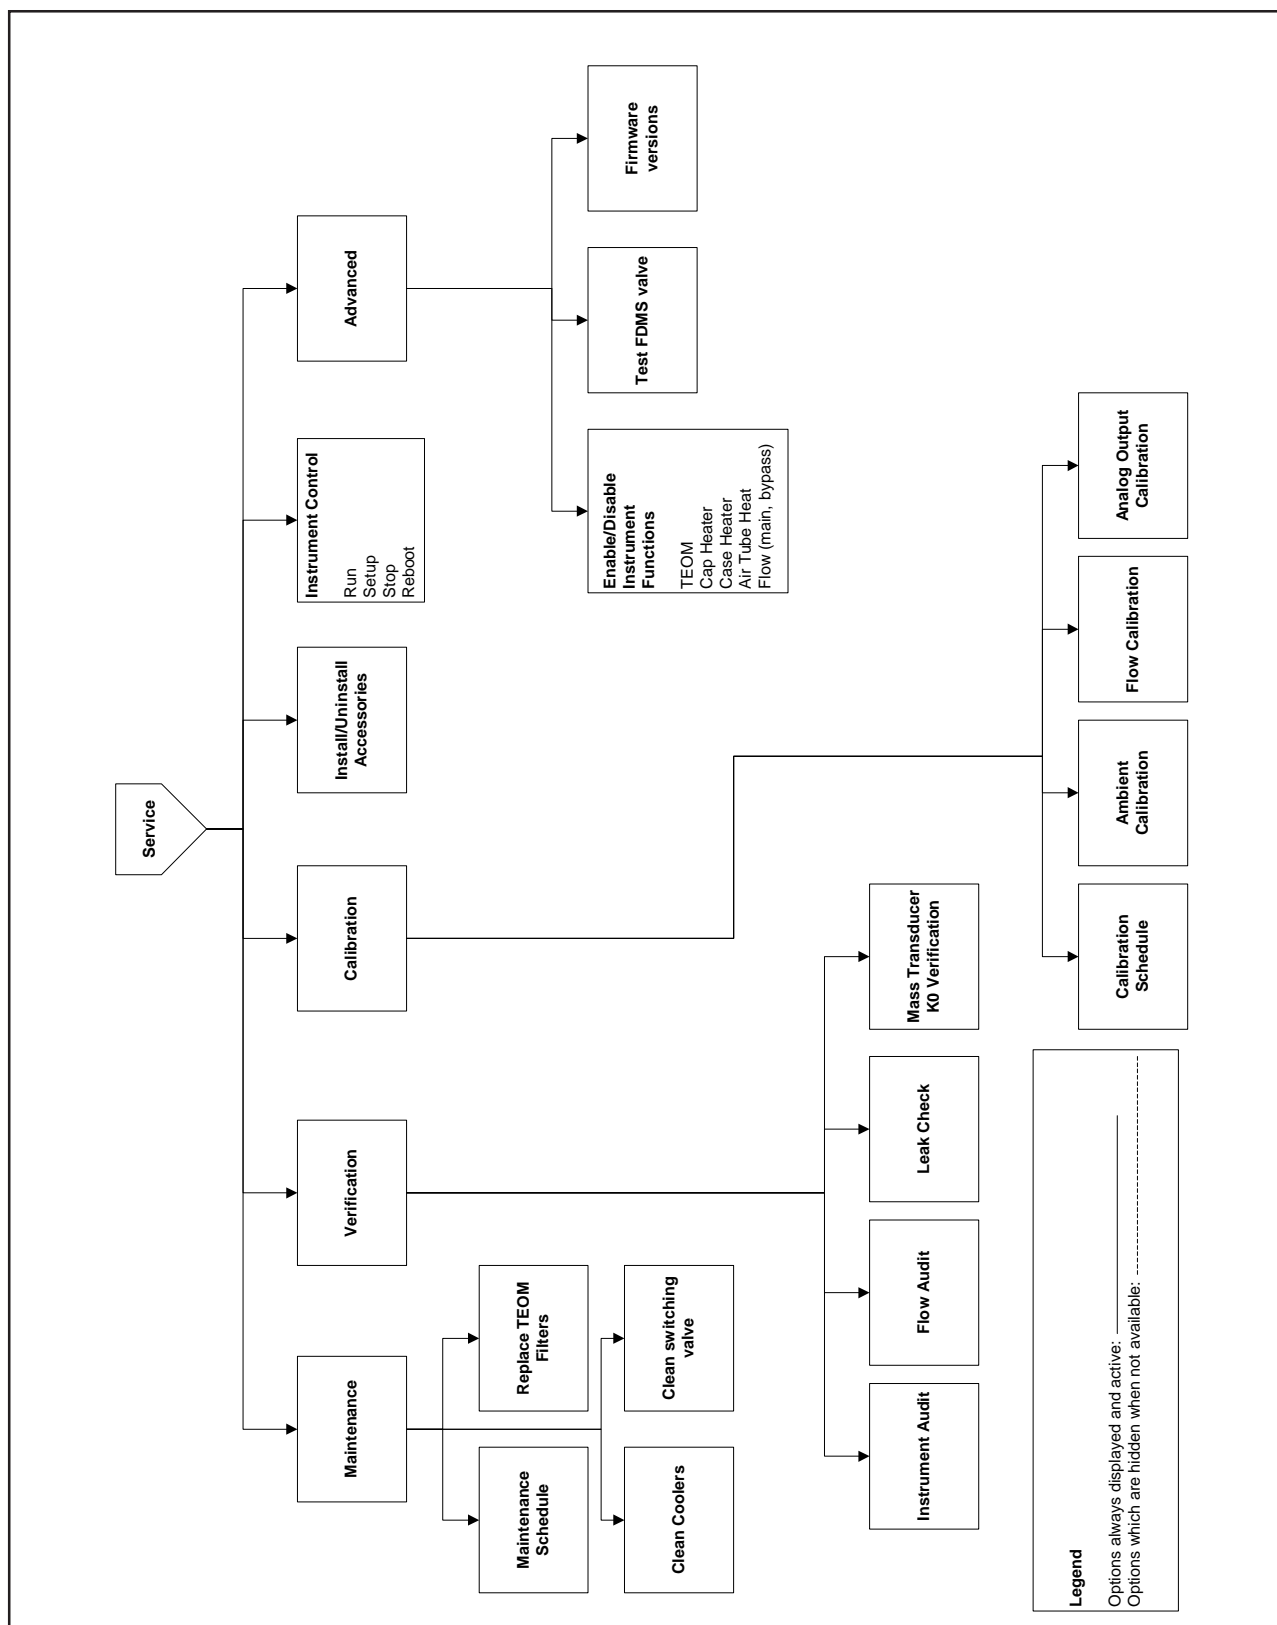 Service
Maintenance
Verification
Calibration
Install/Uninstall
Accessories
Instrument Control
Run
Setup
Stop
Reboot
Advanced
Maintenance
Schedule
Replace TEOM
Filters
Clean Coolers
Clean switching
valve
Enable/Disable
Instrument
Functions
TEOM
Cap Heater
Case Heater
Air Tube Heat
Flow (main, bypass)
Test FDMS valve
Firmware
versions
Instrument Audit
Flow Audit
Leak Check
Mass Transducer
K0 Verification
Calibration
Schedule
Ambient
Calibration
Flow Calibration
Analog Output
Calibration
Legend
Options always displayed and active:
Options which are hidden when not available: